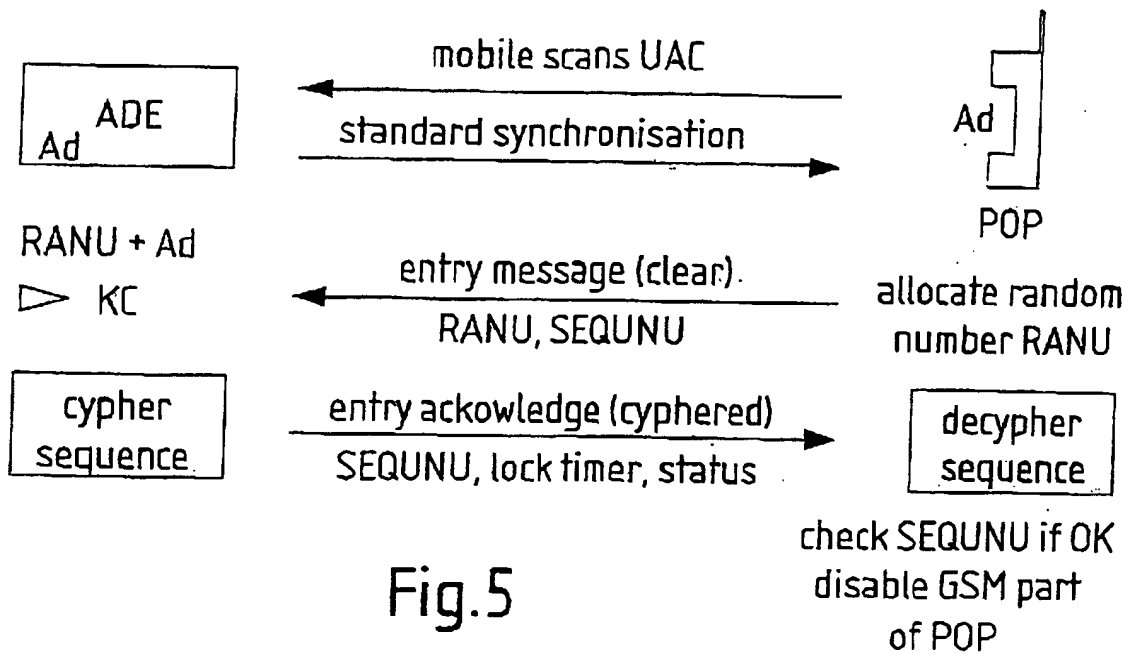 mobile scans UAC
ADE
Ad
standard synchronisation
Ad
POP
RANU + Ad
▷ KC
entry message (clear).
RANU, SEQUNU
allocate random
number RANU
cypher
sequence
entry ackowledge (cyphered)
SEQUNU, lock timer, status
decypher
sequence
check SEQUNU if OK
disable GSM part
of POP
Fig.5